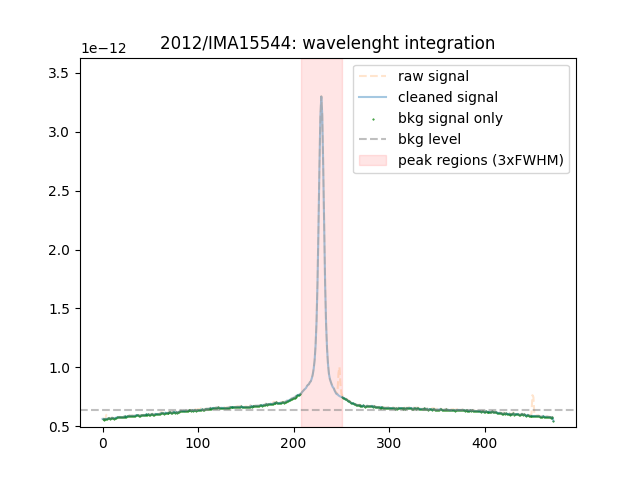 2012/IMA15544: wavelenght integration
1e−12
3.5
3.0
2.5
2.0
1.5
1.0
0.5
0
100
200
300
400
raw signal
cleaned signal
bkg signal only
bkg level
peak regions (3xFWHM)